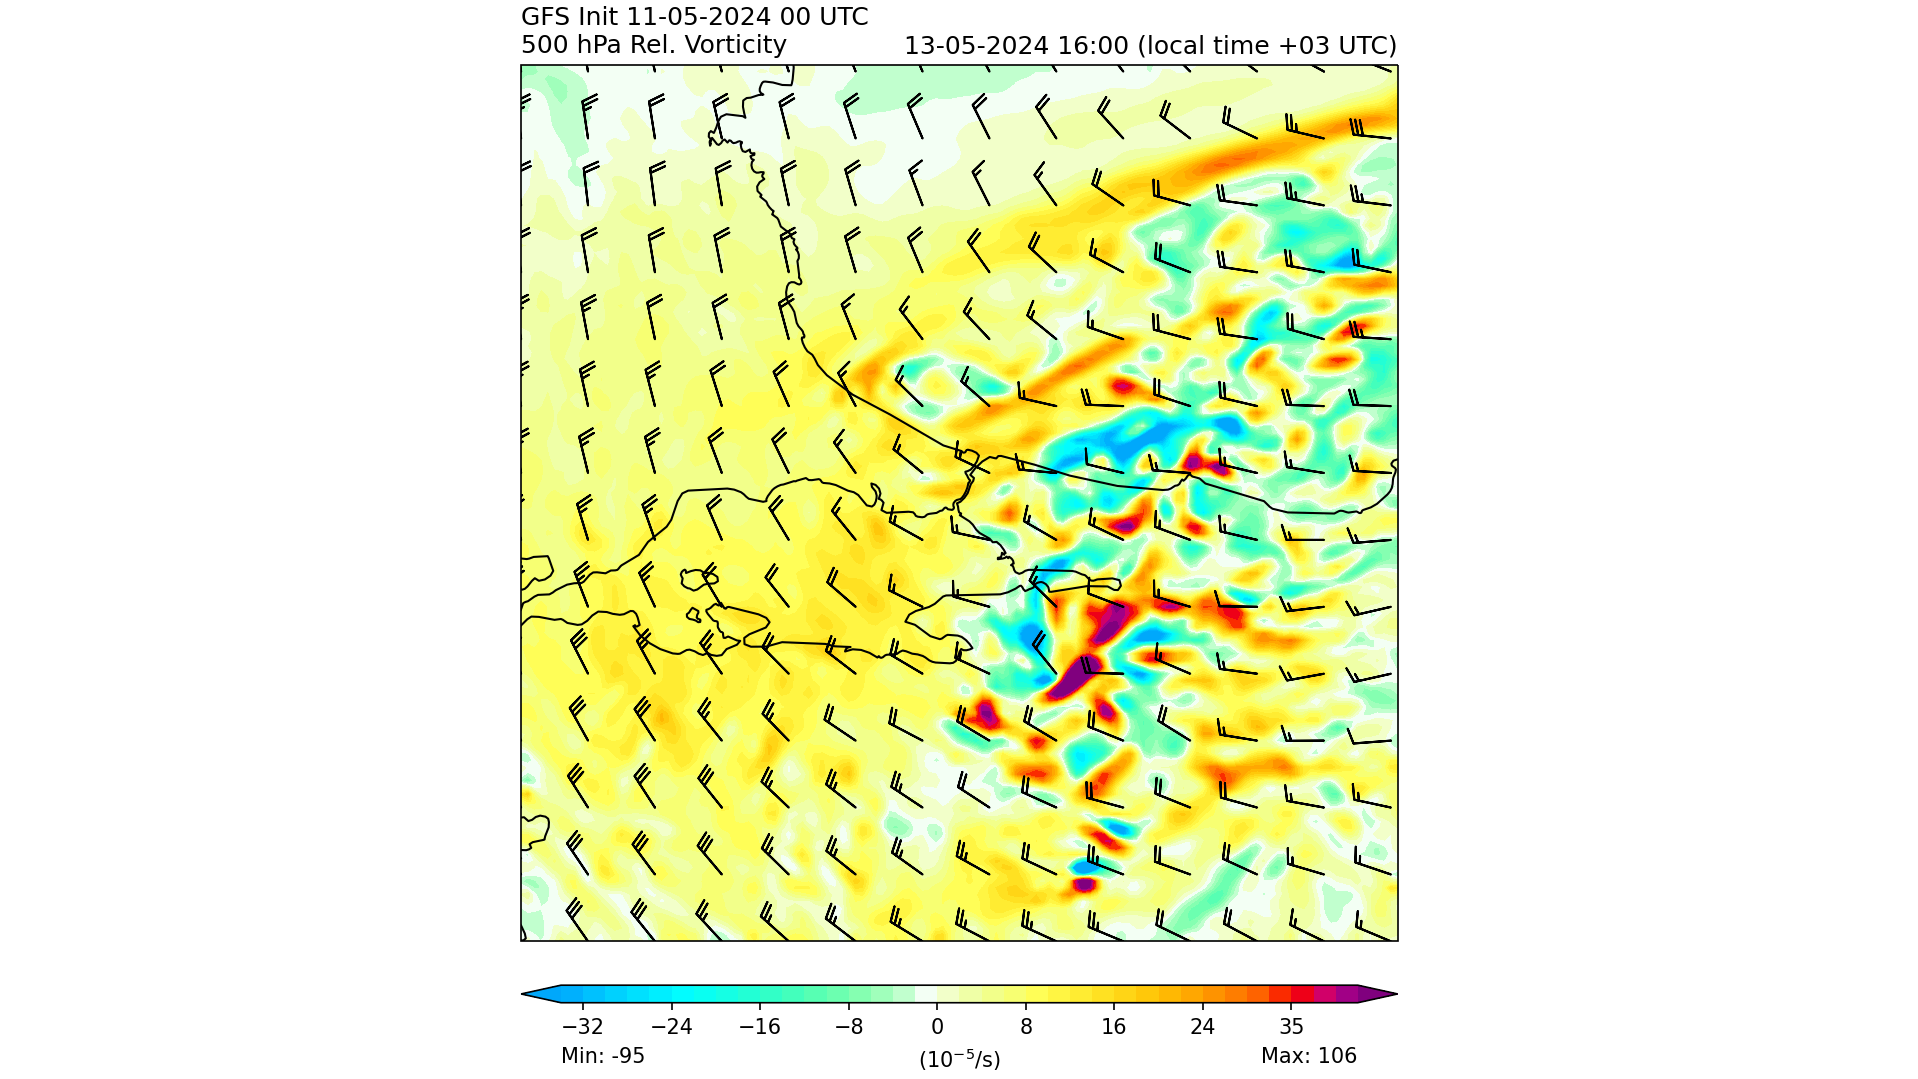 GFS Init 11-05-2024 00 UTC
500 hPa Rel. Vorticity
13-05-2024 16:00 (local time +03 UTC)
−32 −24 −16 −8 0 8 16 24 35
Min: -95 (10⁻⁵/s) Max: 106